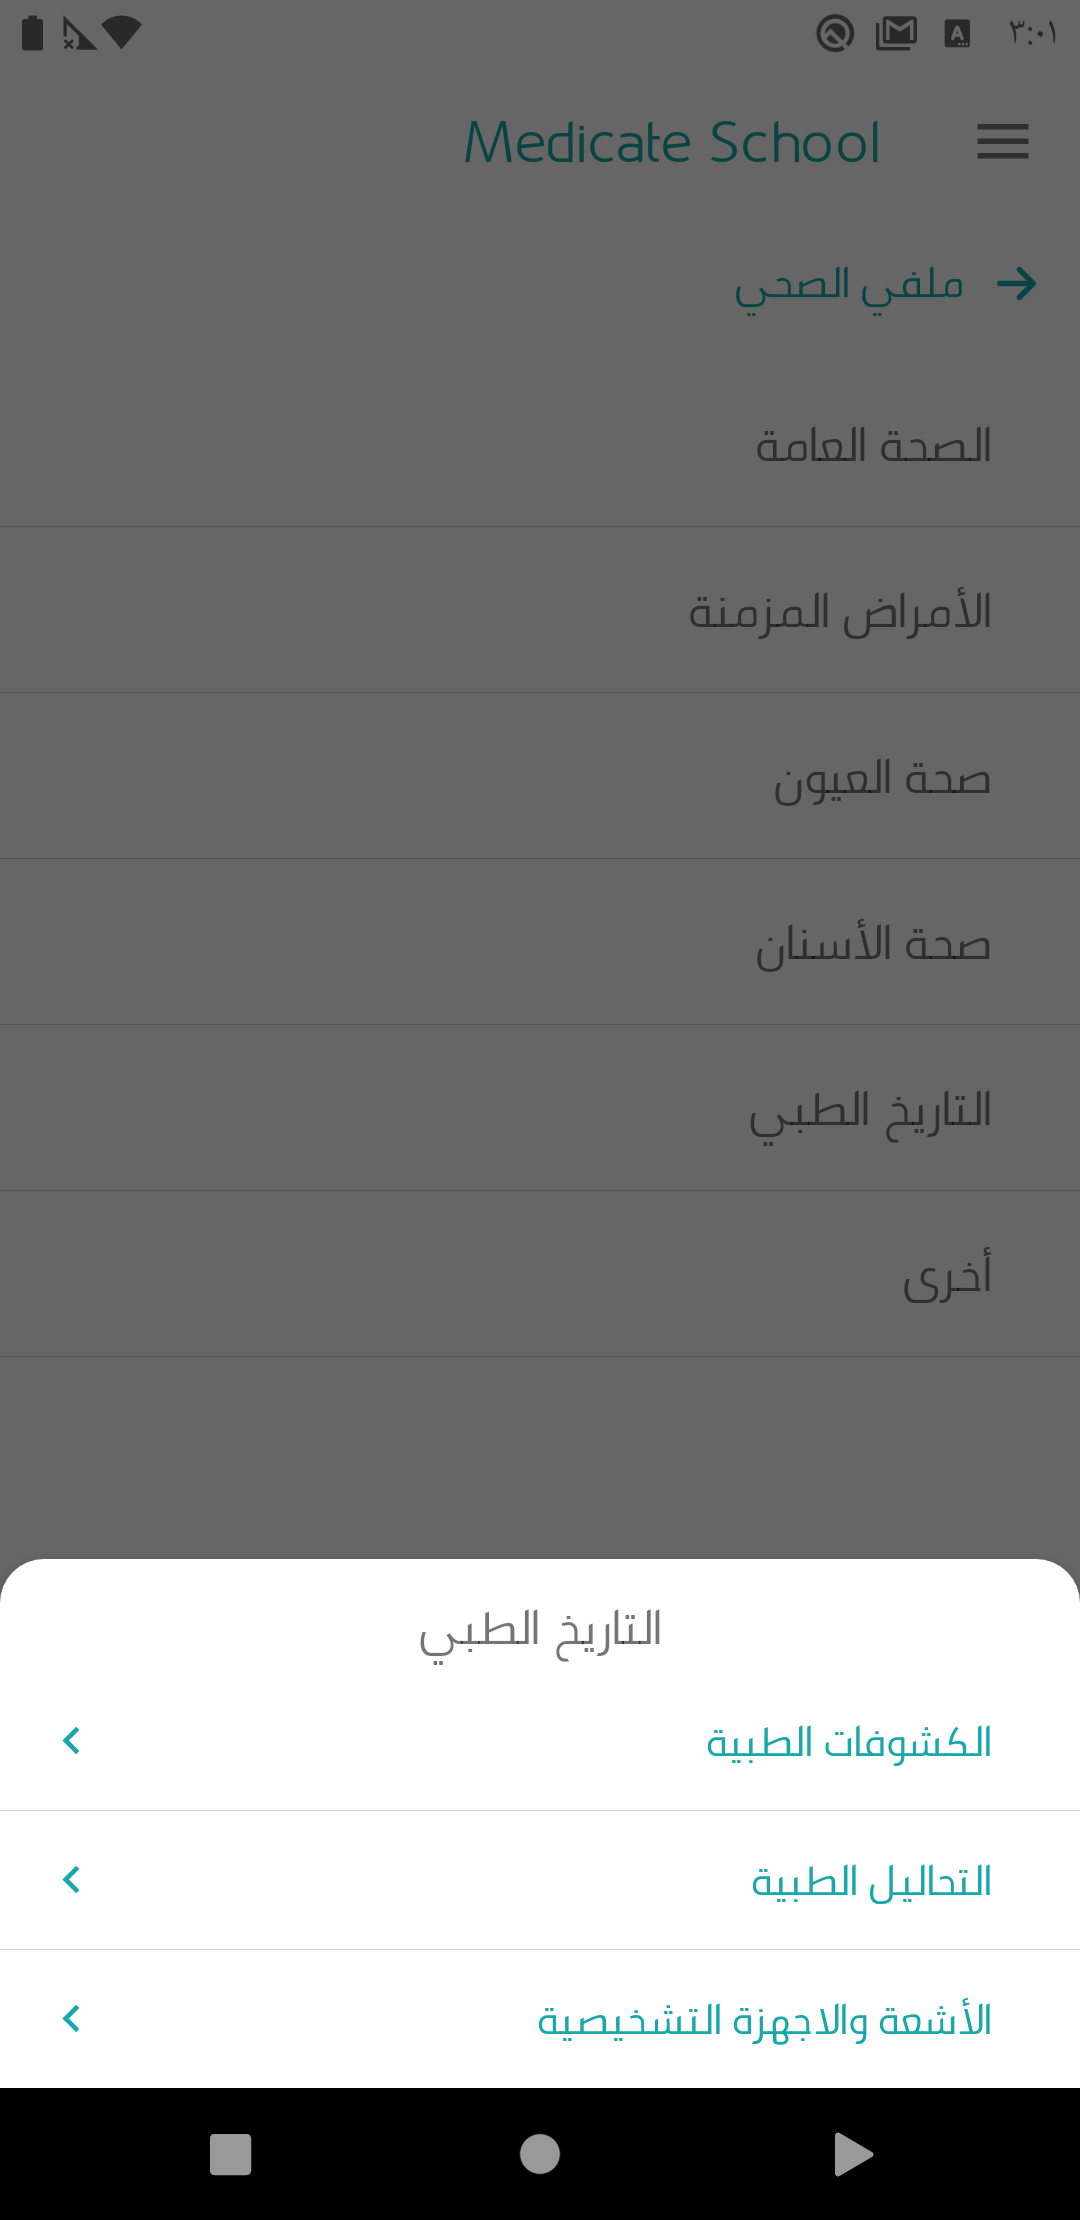 ٣:٠١
Medicate School
ملفي الصحي
الصحة العامة
الأمراض المزمنة
صحة العيون
صحة الأسنان
التاريخ الطبي
أخرى
التاريخ الطبي
الكشوفات الطبية
التحاليل الطبية
الأشعة والاجهزة التشخيصية